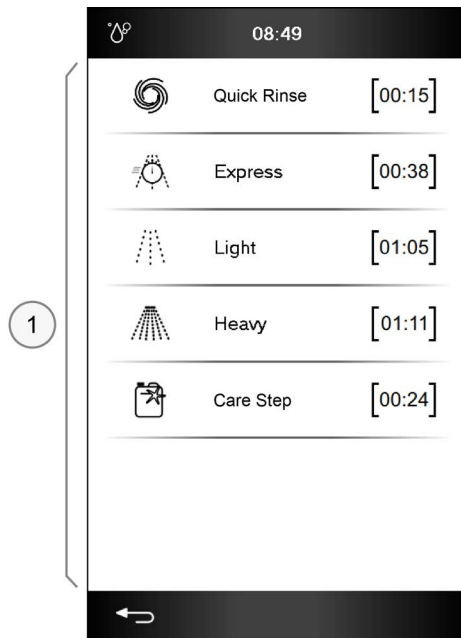 08:49
Quick Rinse [00:15]
Express [00:38]
Light [01:05]
1
Heavy [01:11]
Care Step [00:24]